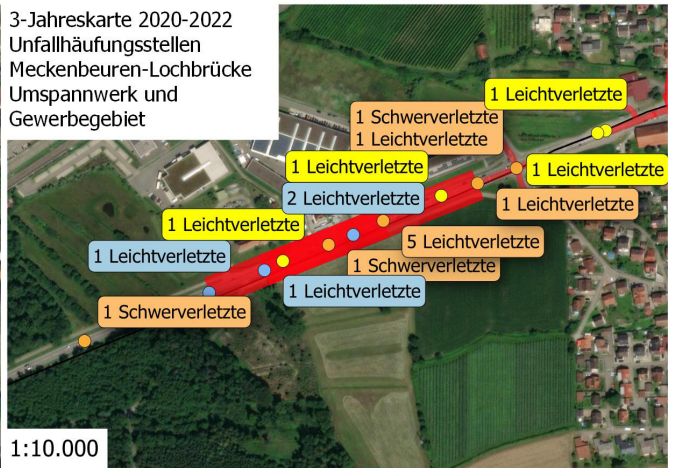 3-Jahreskarte 2020-2022
Unfallhäufungsstellen
Meckenbeuren-Lochbrücke
Umspannwerk und
Gewerbegebiet
1 Leichtverletzte
1 Schwerverletzte
1 Leichtverletzte
1 Leichtverletzte
1 Leichtverletzte
2 Leichtverletzte
1 Leichtverletzte
1 Leichtverletzte
5 Leichtverletzte
1 Leichtverletzte
1 Schwerverletzte
1 Leichtverletzte
1 Schwerverletzte
1:10.000